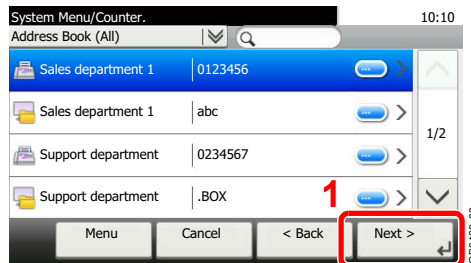 System Menu/Counter. 10:10
Address Book (All)
Sales department 1 0123456
Sales department 1 abc
1/2
Support department 0234567
Support department .BOX 1
Menu Cancel < Back Next >